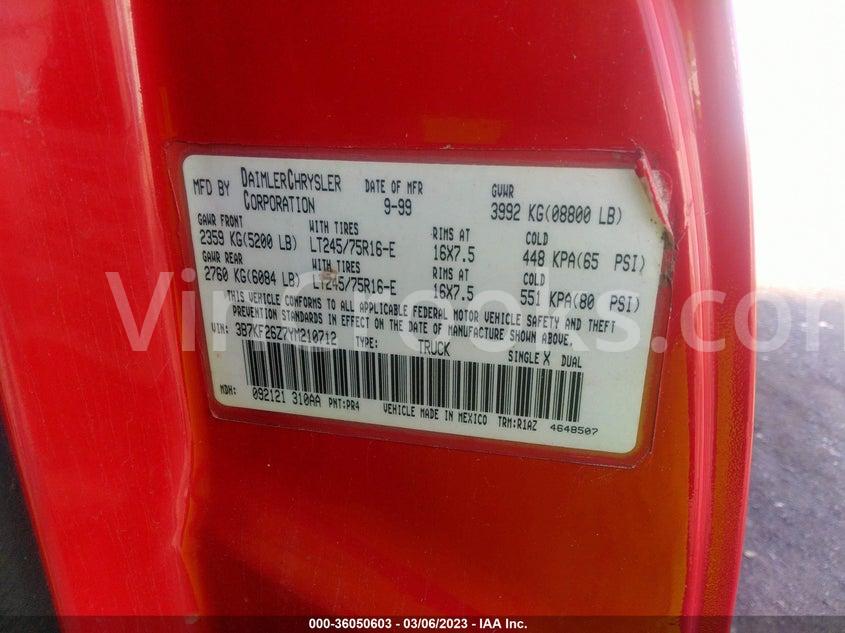 MFD BY DAIMLERCHRYSLER CORPORATION DATE OF MFR 9-99 GVWR 3992 KG(08800 LB)
GAWR FRONT WITH TIRES RIMS AT COLD
2359 KG(5200 LB) LT245/75R16-E 16X7.5 448 KPA(65 PSI)
GAWR REAR WITH TIRES RIMS AT COLD
2760 KG(6084 LB) LT245/75R16-E 16X7.5 551 KPA(80 PSI)
THIS VEHICLE CONFORMS TO ALL APPLICABLE FEDERAL MOTOR VEHICLE SAFETY AND THEFT
PREVENTION STANDARDS IN EFFECT ON THE DATE OF MANUFACTURE SHOWN ABOVE.
VIN: 3B7KF26Z7YM210712 TYPE: TRUCK SINGLE X DUAL
MDH: 092121 310AA PNT:PR4 VEHICLE MADE IN MEXICO TRM:R1AZ 4648507
000-36050603 - 03/06/2023 - IAA Inc.